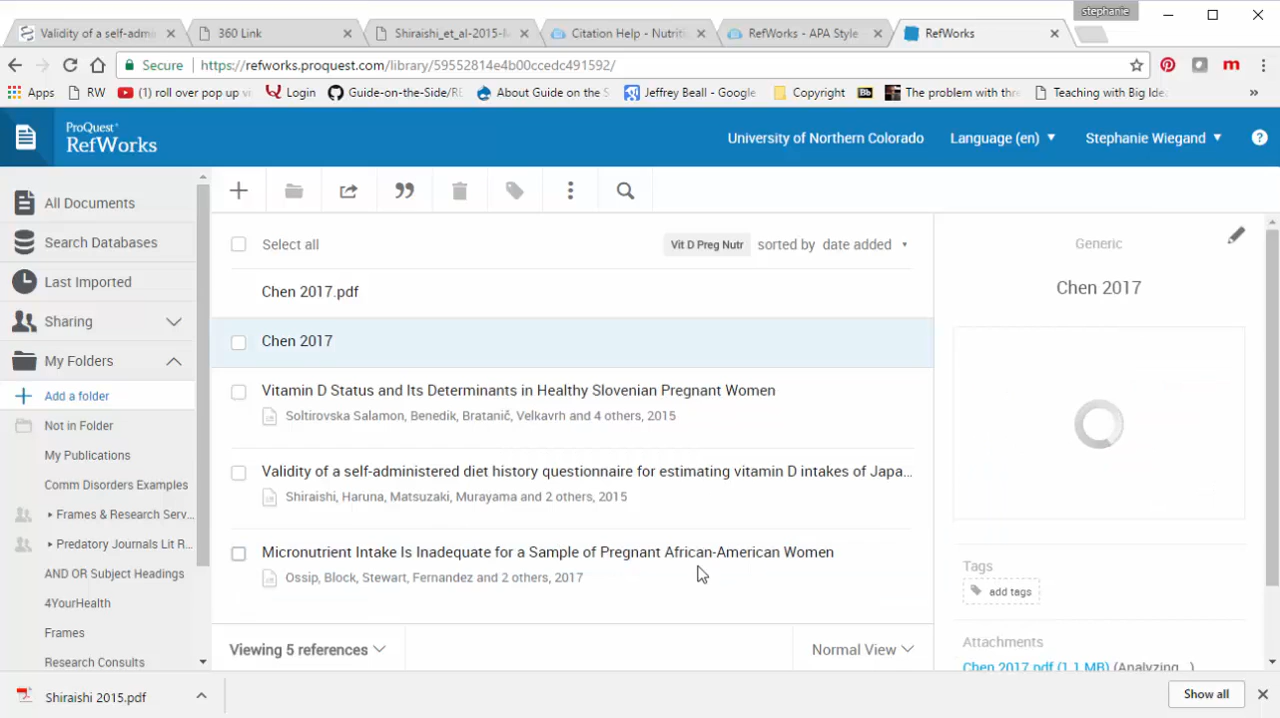 stephanie
Validity of a self-adm
360 Link
Shiraishi_et_al-2015-
Citation Help - Nutriti
RefWorks - APA Style
RefWorks
Secure https://refworks.proquest.com/library/59552814e4b00ccedc491592/
Apps
RW
(1) roll over pop up v
Login
Guide-on-the-Side/RE
About Guide on the S
Jeffrey Beall - Google
Copyright
Bb
The problem with thr
Teaching with Big Ide
»
ProQuest
RefWorks
University of Northern Colorado
Language (en)
Stephanie Wiegand
?
All Documents
Search Databases
Last Imported
Sharing
My Folders
Add a folder
Not in Folder
My Publications
Comm Disorders Examples
Frames & Research Serv...
Predatory Journals Lit R...
AND OR Subject Headings
4YourHealth
Frames
Research Consults
Select all
Vit D Preg Nutr sorted by date added
Chen 2017.pdf
Chen 2017
Vitamin D Status and Its Determinants in Healthy Slovenian Pregnant Women
Soltirovska Salamon, Benedik, Bratanič, Velkavrh and 4 others, 2015
Validity of a self-administered diet history questionnaire for estimating vitamin D intakes of Japa...
Shiraishi, Haruna, Matsuzaki, Murayama and 2 others, 2015
Micronutrient Intake Is Inadequate for a Sample of Pregnant African-American Women
Ossip, Block, Stewart, Fernandez and 2 others, 2017
Viewing 5 references
Normal View
Generic
Chen 2017
Tags
add tags
Attachments
Chen 2017.pdf (1.1 MB) (Analyzing...)
Shiraishi 2015.pdf
Show all